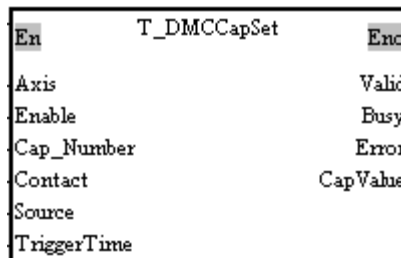 T_DMCCapSet
En Eno
Axis Valid
Enable Busy
Cap_Number Error
Contact CapValue
Source
TriggerTime